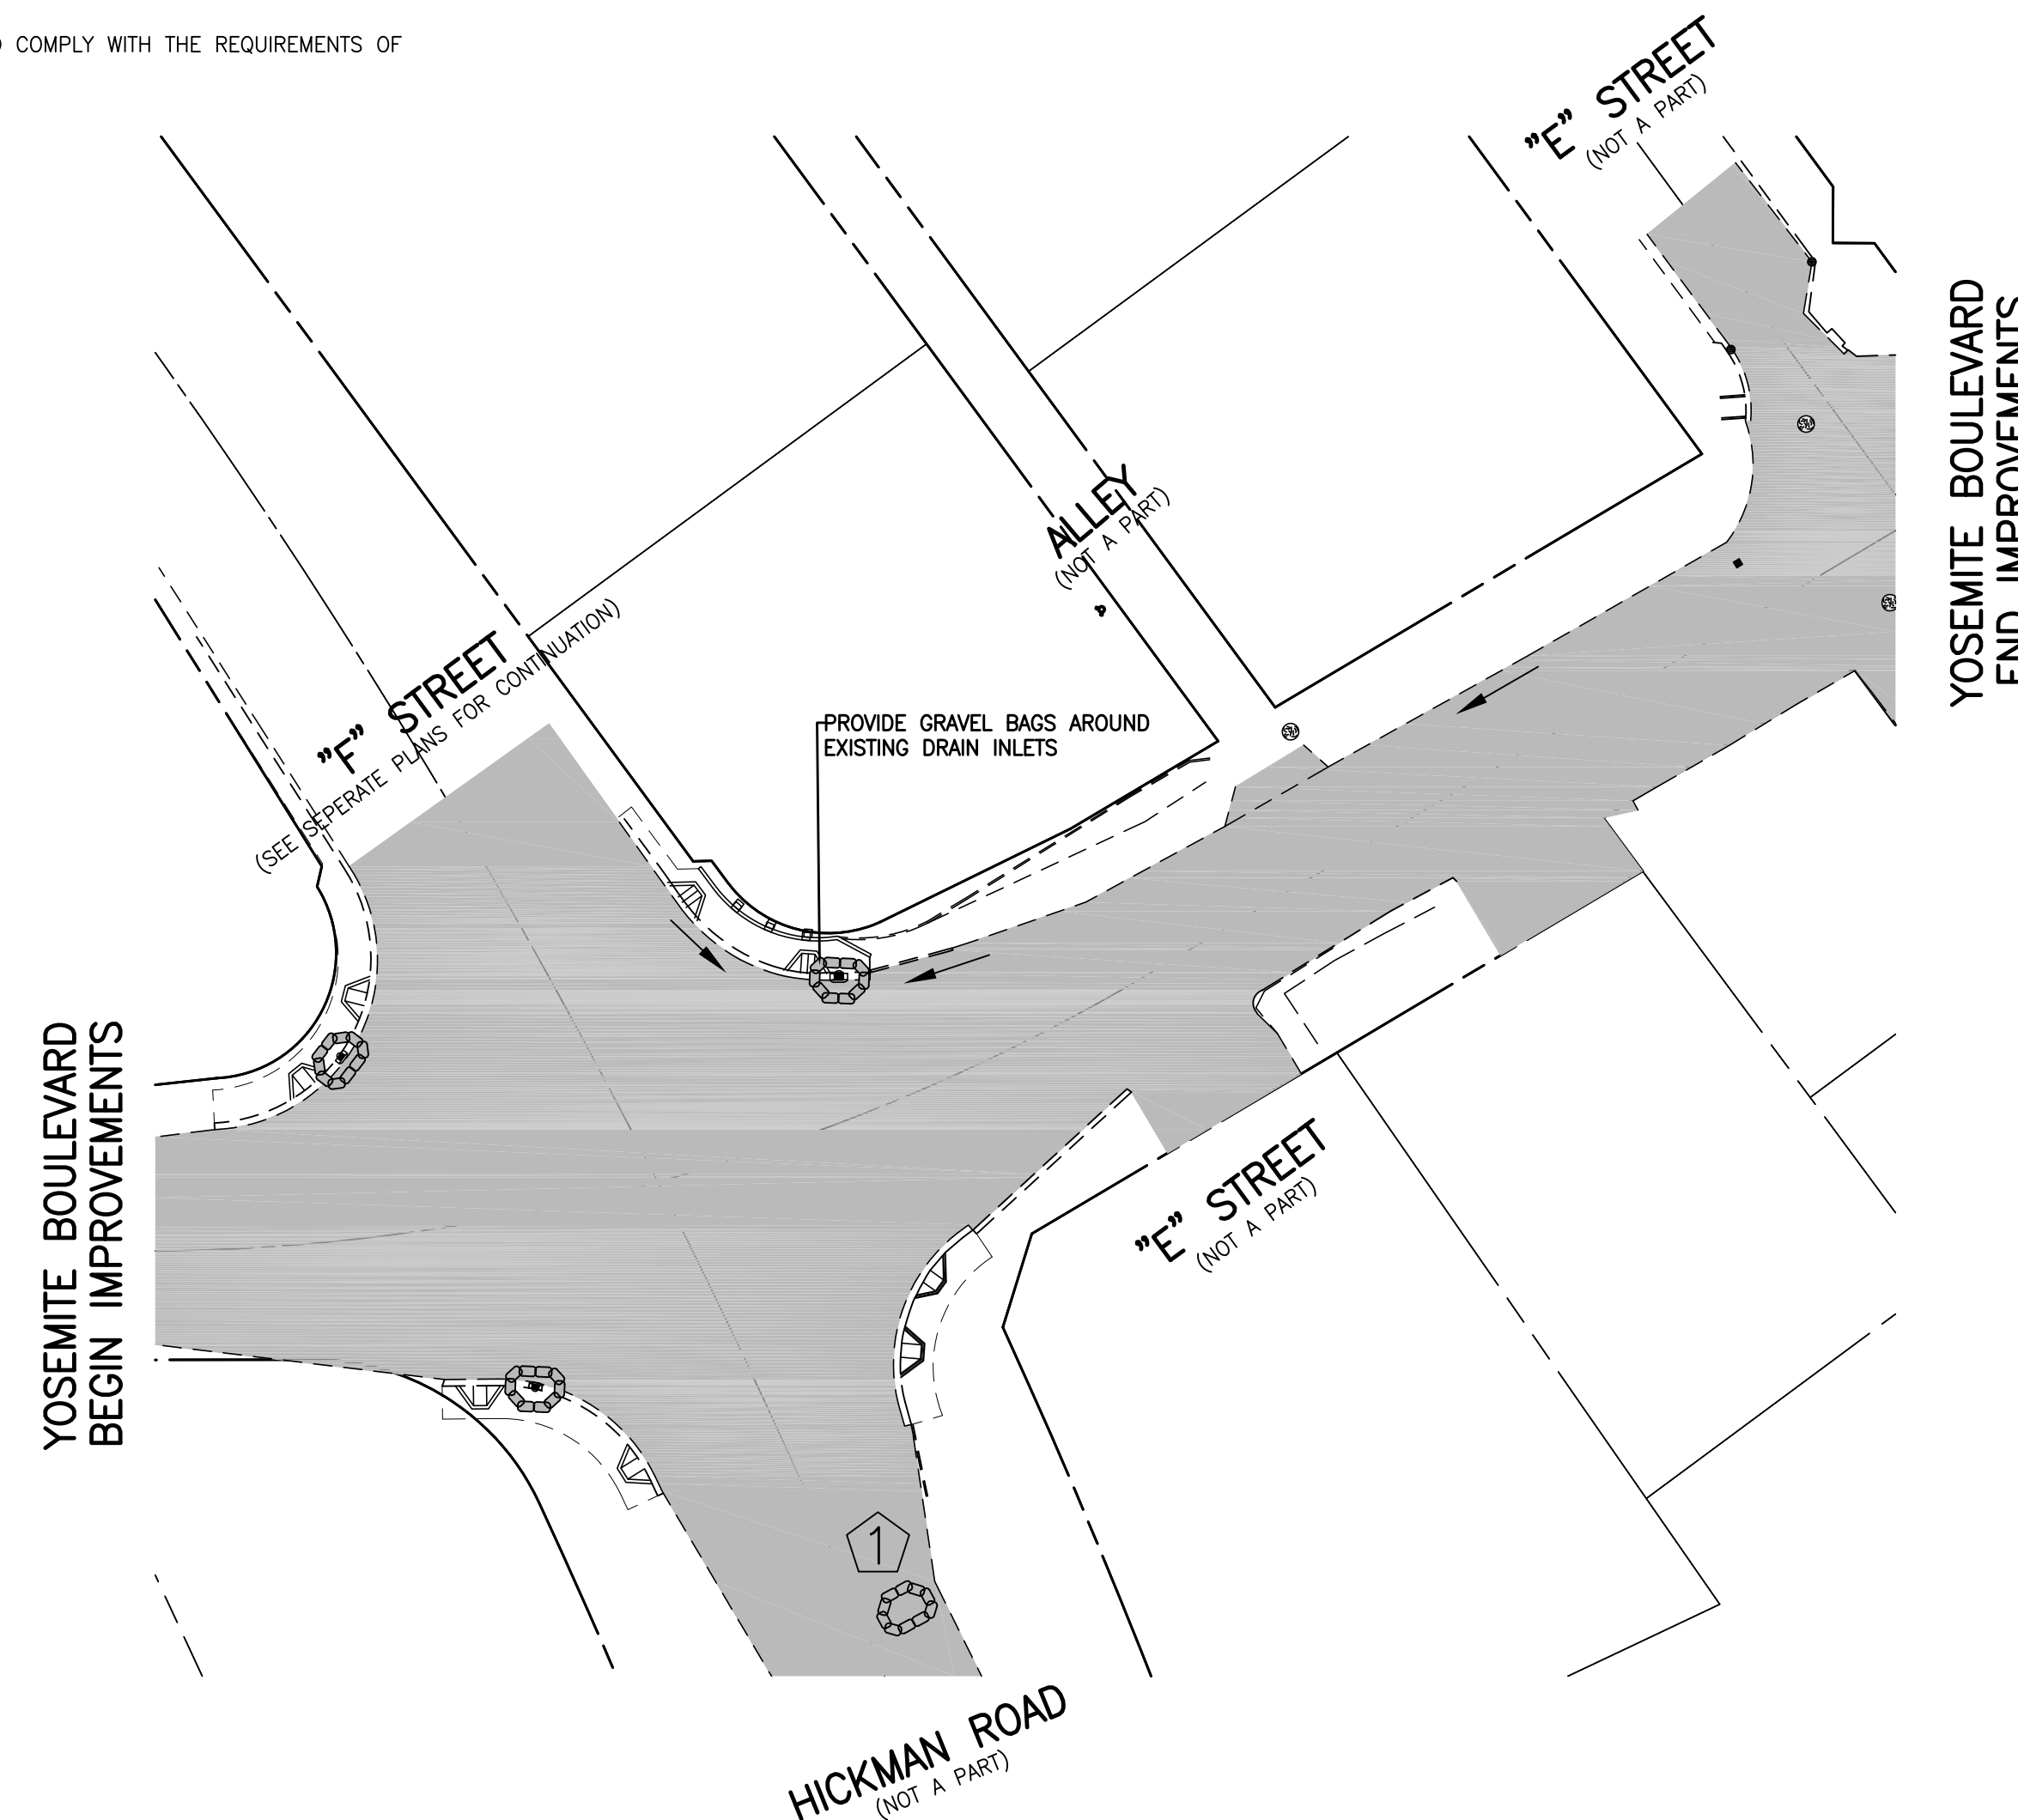 COMPLY WITH THE REQUIREMENTS OF
"E" STREET
(NOT A PART)
YOSEMITE BOULEVARD
END IMPROVEMENTS
ALLEY
(NOT A PART)
"F" STREET
(SEE SEPERATE PLANS FOR CONTINUATION)
PROVIDE GRAVEL BAGS AROUND
EXISTING DRAIN INLETS
YOSEMITE BOULEVARD
BEGIN IMPROVEMENTS
"E" STREET
(NOT A PART)
1
HICKMAN ROAD
(NOT A PART)